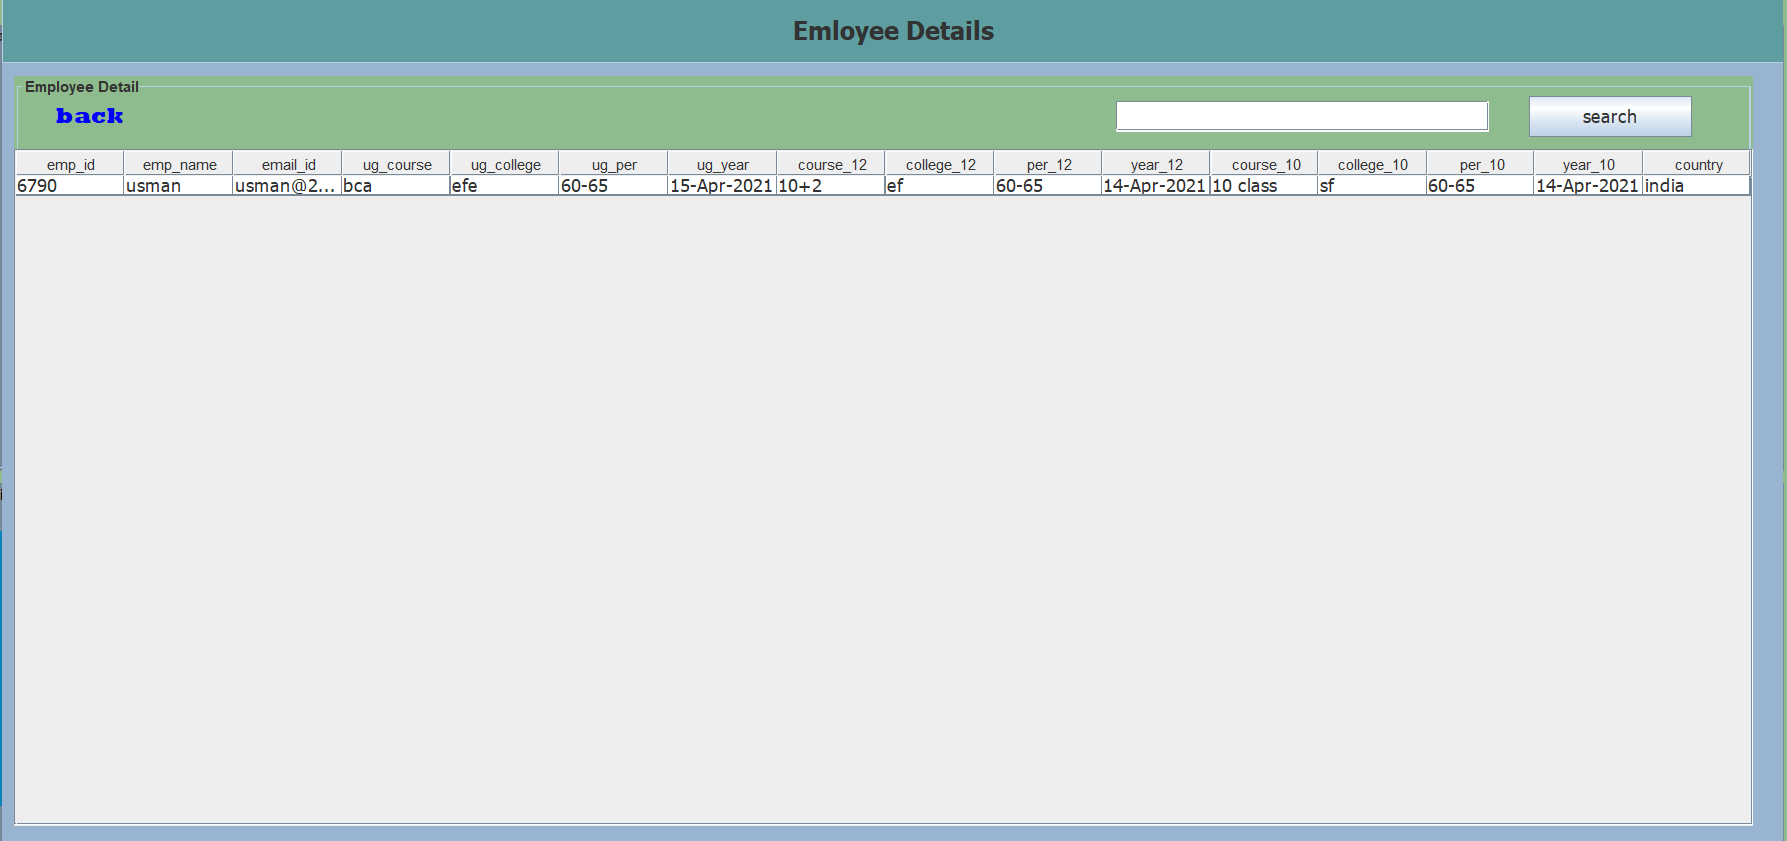 Emloyee Details
Employee Detail
back search
emp_id emp_name email_id ug_course ug_college ug_per ug_year course_12 college_12 per_12 year_12 course_10 college_10 per_10 year_10 country
6790 usman usman@2... bca efe 60-65 15-Apr-2021 10+2 ef 60-65 14-Apr-2021 10 class sf 60-65 14-Apr-2021 india